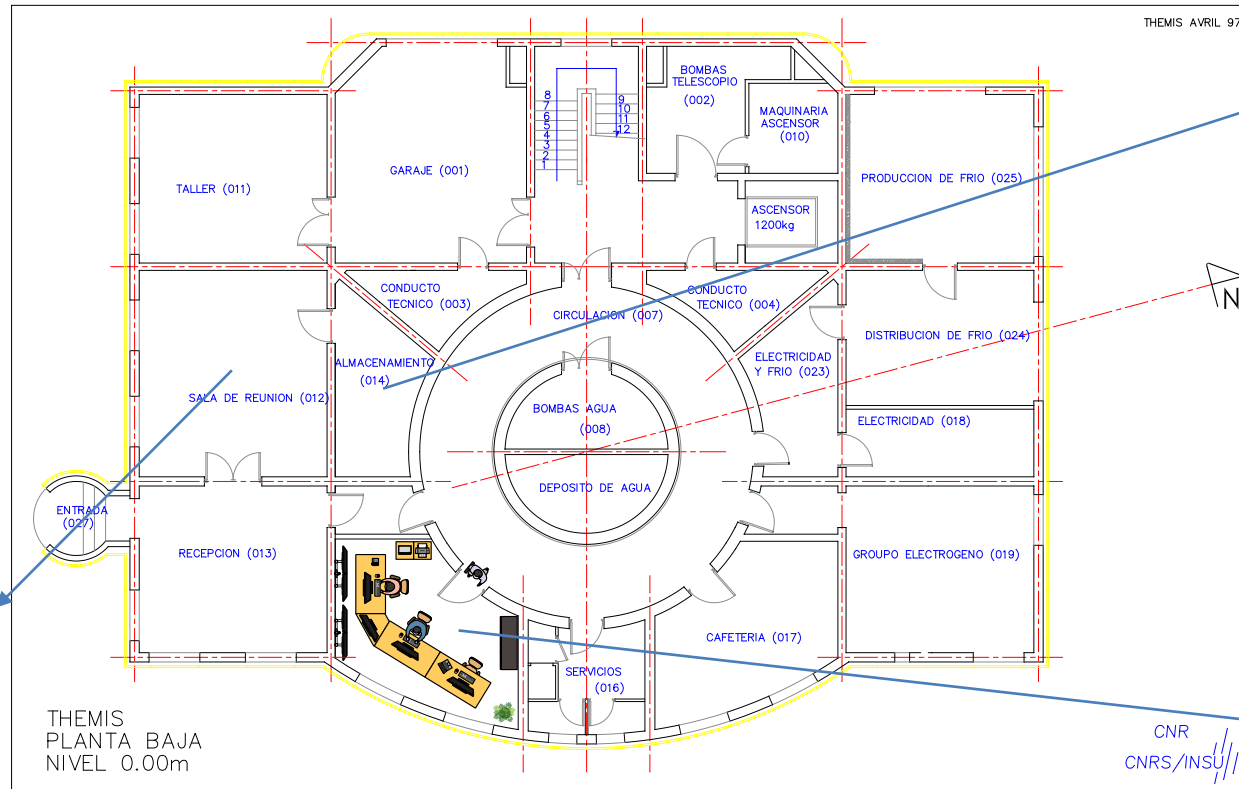 THEMIS AVRIL 97
BOMBAS
TELESCOPIO
(002)
MAQUINARIA
ASCENSOR
(010)
8
7
6
5
4
3
2
1
9
10
11
12
TALLER (011)
GARAJE (001)
PRODUCCION DE FRIO (025)
ASCENSOR
1200kg
CONDUCTO
TECNICO (003)
CONDUCTO
TECNICO (004)
CIRCULACION (007)
N
DISTRIBUCION DE FRIO (024)
ALMACENAMIENTO
(014)
ELECTRICIDAD
Y FRIO (023)
SALA DE REUNION (012)
BOMBAS AGUA
(008)
ELECTRICIDAD (018)
DEPOSITO DE AGUA
ENTRADA
(027)
RECEPCION (013)
GROUPO ELECTROGENO (019)
CAFETERIA (017)
SERVICIOS
(016)
THEMIS
PLANTA BAJA
NIVEL 0.00m
CNR
CNRS/INSU